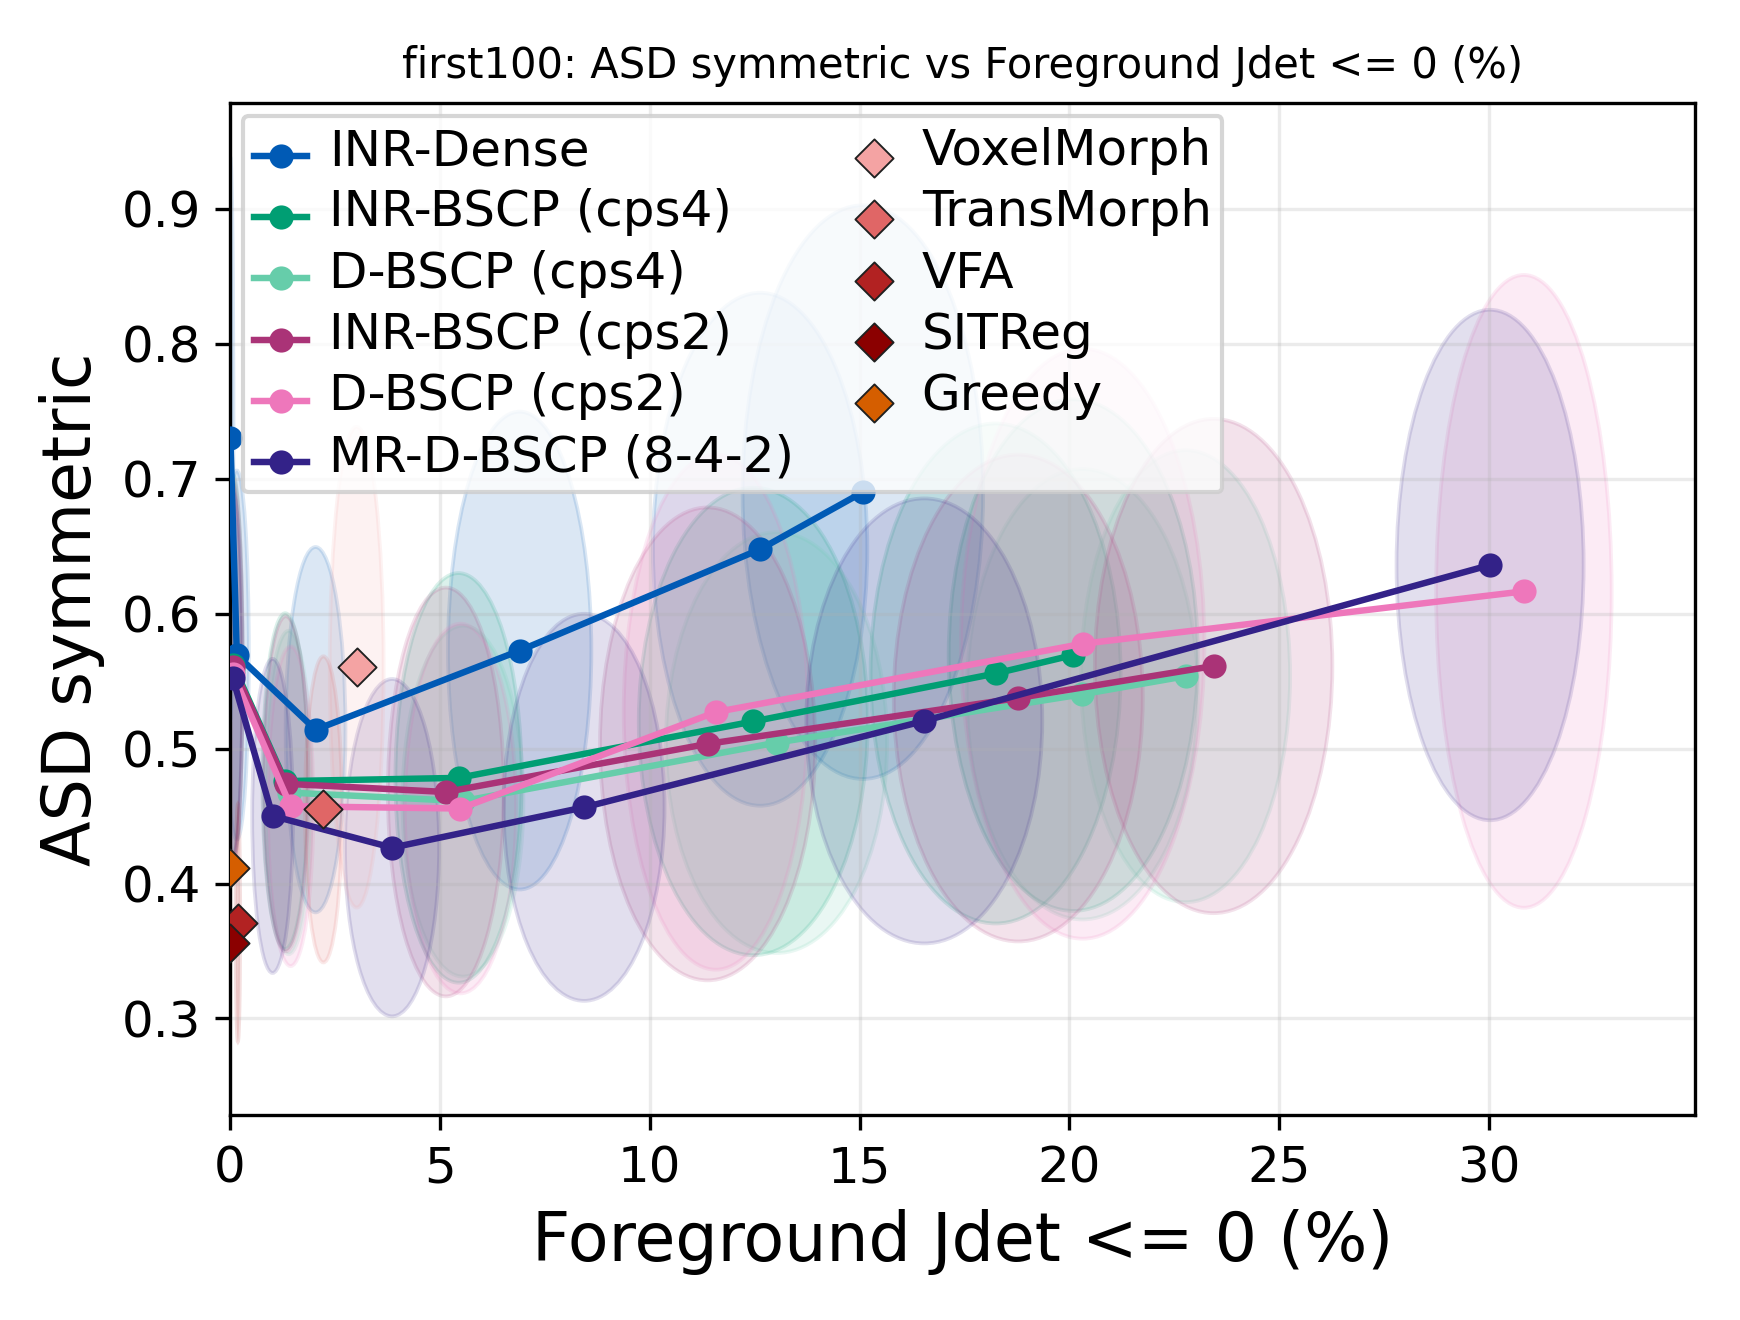 first100: ASD symmetric vs Foreground Jdet <= 0 (%)
INR-Dense
INR-BSCP (cps4)
D-BSCP (cps4)
INR-BSCP (cps2)
D-BSCP (cps2)
MR-D-BSCP (8-4-2)
VoxelMorph
TransMorph
VFA
SITReg
Greedy
ASD symmetric
0.9
0.8
0.7
0.6
0.5
0.4
0.3
0 5 10 15 20 25 30
Foreground Jdet <= 0 (%)